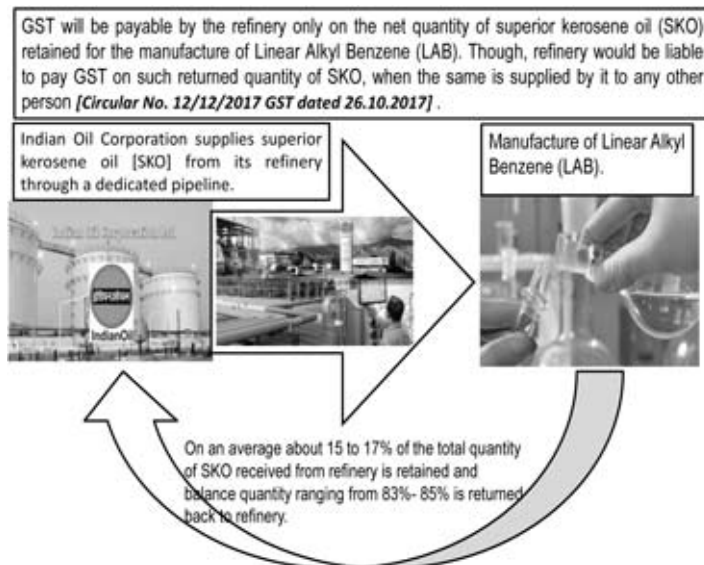 GST will be payable by the refinery only on the net quantity of superior kerosene oil (SKO)
retained for the manufacture of Linear Alkyl Benzene (LAB). Though, refinery would be liable
to pay GST on such returned quantity of SKO, when the same is supplied by it to any other
person [Circular No. 12/12/2017 GST dated 26.10.2017] .
Indian Oil Corporation supplies superior
kerosene oil [SKO] from its refinery
through a dedicated pipeline.
Manufacture of Linear Alkyl
Benzene (LAB).
Indian Oil Corporation Ltd
IndianOil
On an average about 15 to 17% of the total quantity
of SKO received from refinery is retained and
balance quantity ranging from 83%- 85% is returned
back to refinery.